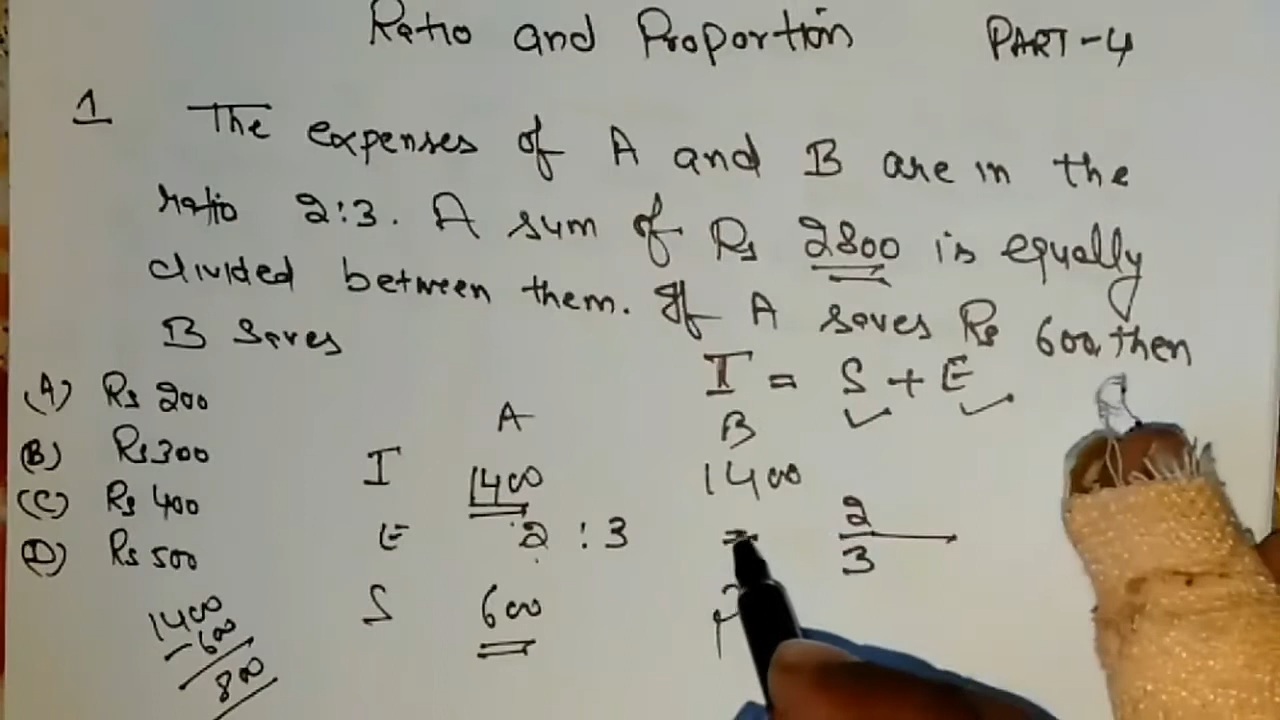 Ratio and Proportion PART-4
1 The expenses of A and B are in the
ratio 2:3. A sum of Rs 2800 is equally
divided between them. If A saves Rs 600, then
B saves
I = S + E
(A) Rs 200
(B) Rs 300
(C) Rs 400
(D) Rs 500
A B
I 1400 1400
E 2 : 3 = 2/3
S 600 ?
1400
- 600
800